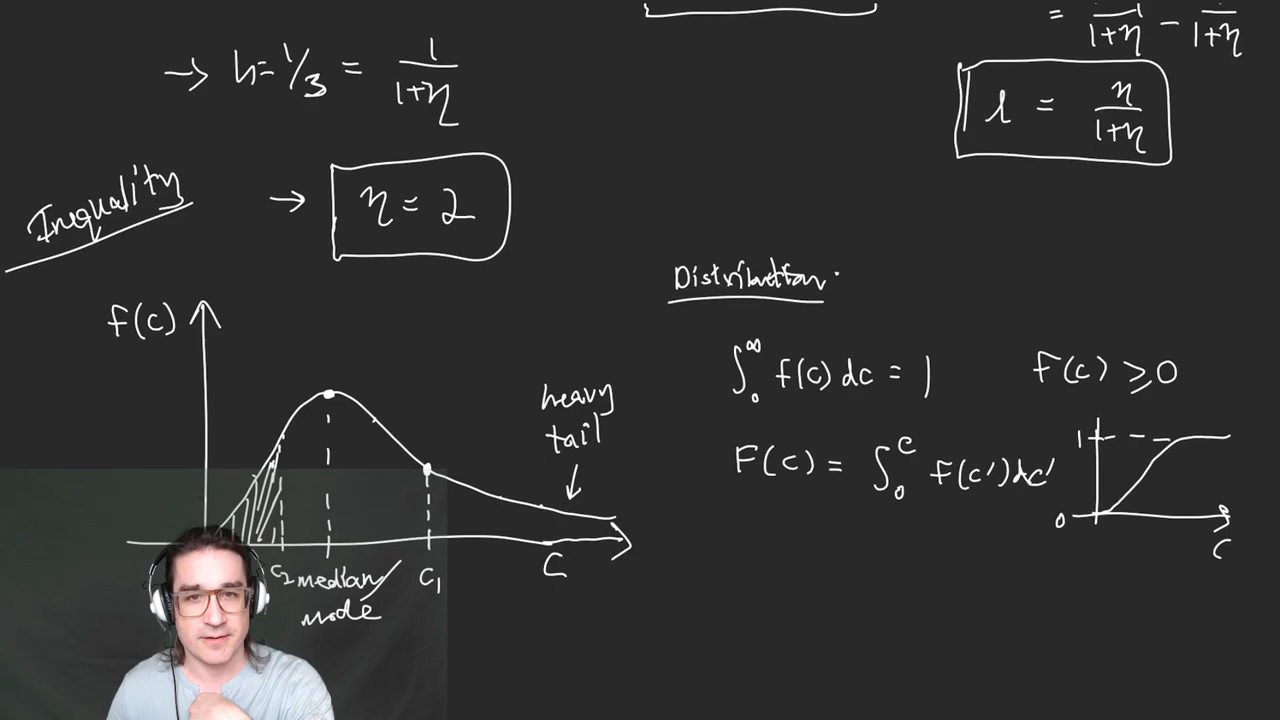 → h = 1/3 = 1/(1+η)
= 1/(1+η) − 1/(1+η)
l = η/(1+η)
Inequality
→ η = 2
Distribution.
f(c)
heavy
tail
∫₀^∞ f(c) dc = 1 f(c) ≥ 0
F(c) = ∫₀^c f(c')dc'
1
0
c
c₂ median/ c₁ c
mode